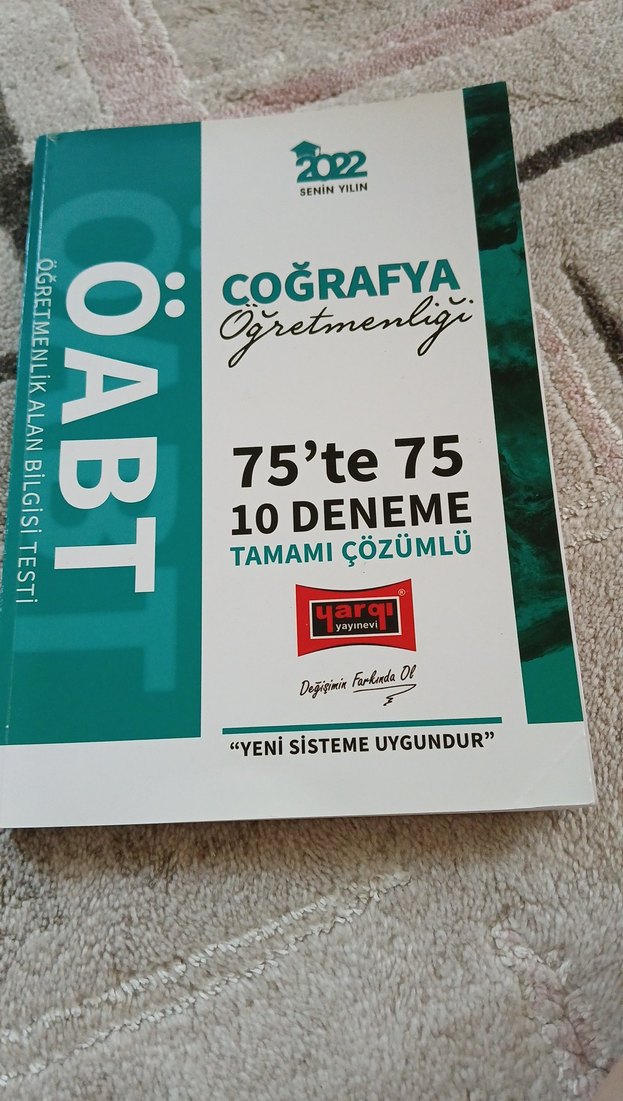 2022
SENİN YILIN
COĞRAFYA
Öğretmenliği
75'te 75
10 DENEME
TAMAMI ÇÖZÜMLÜ
yargı
yayınevi
®
Değişimin Farkında Ol
"YENİ SİSTEME UYGUNDUR"
ÖABT
ÖĞRETMENLİK ALAN BİLGİSİ TESTİ